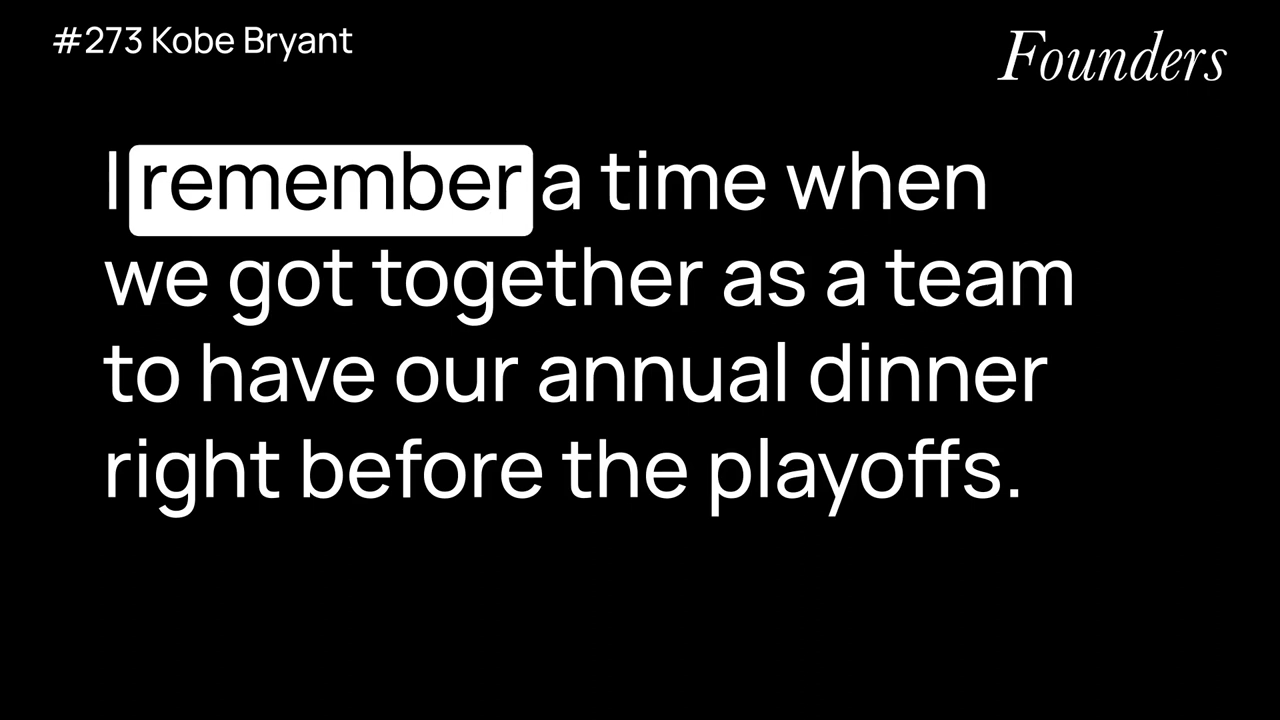 #273 Kobe Bryant
Founders
I remember a time when
we got together as a team
to have our annual dinner
right before the playoffs.